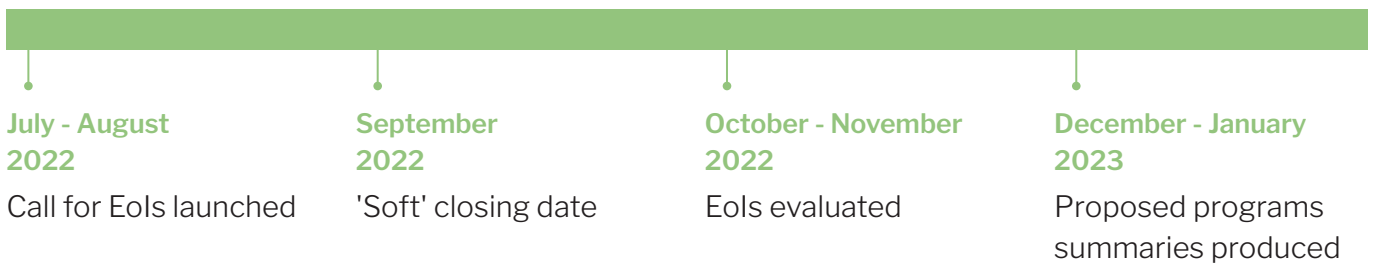 July - August
2022
Call for EoIs launched
September
2022
'Soft' closing date
October - November
2022
EoIs evaluated
December - January
2023
Proposed programs
summaries produced